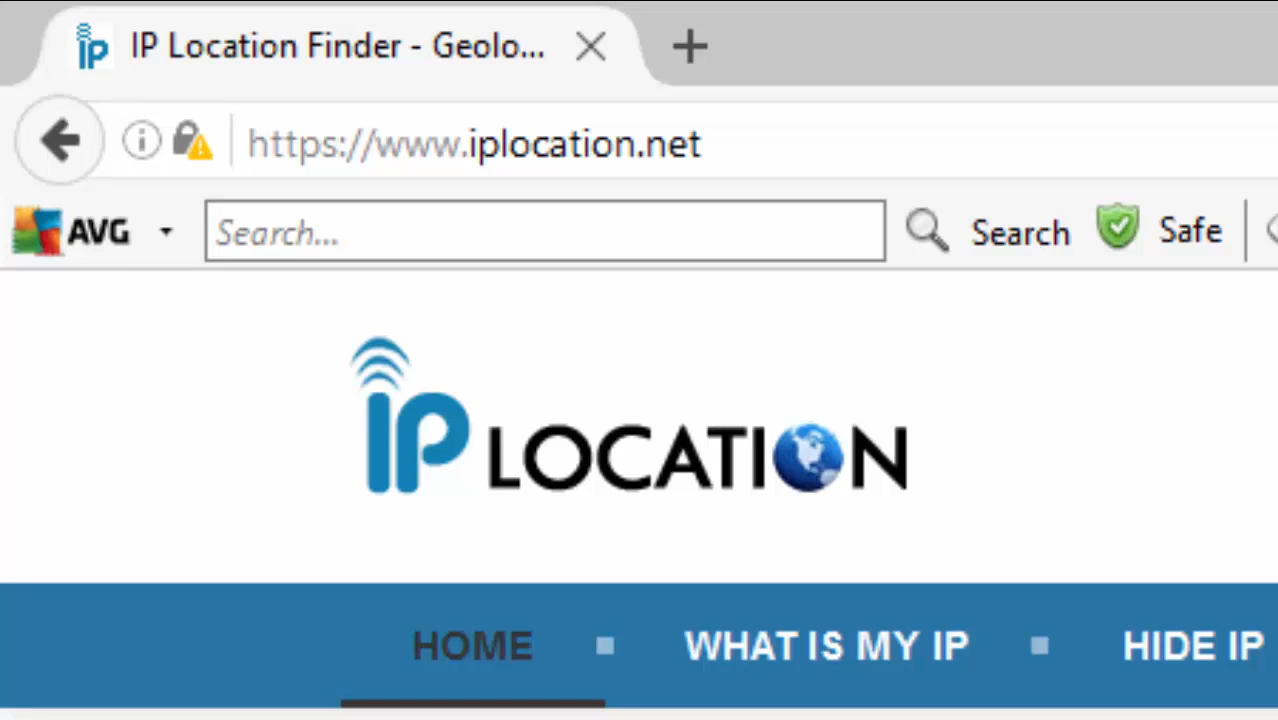 IP Location Finder - Geolo...
https://www.iplocation.net
AVG Search... Search Safe
IP LOCATION
HOME WHAT IS MY IP HIDE IP